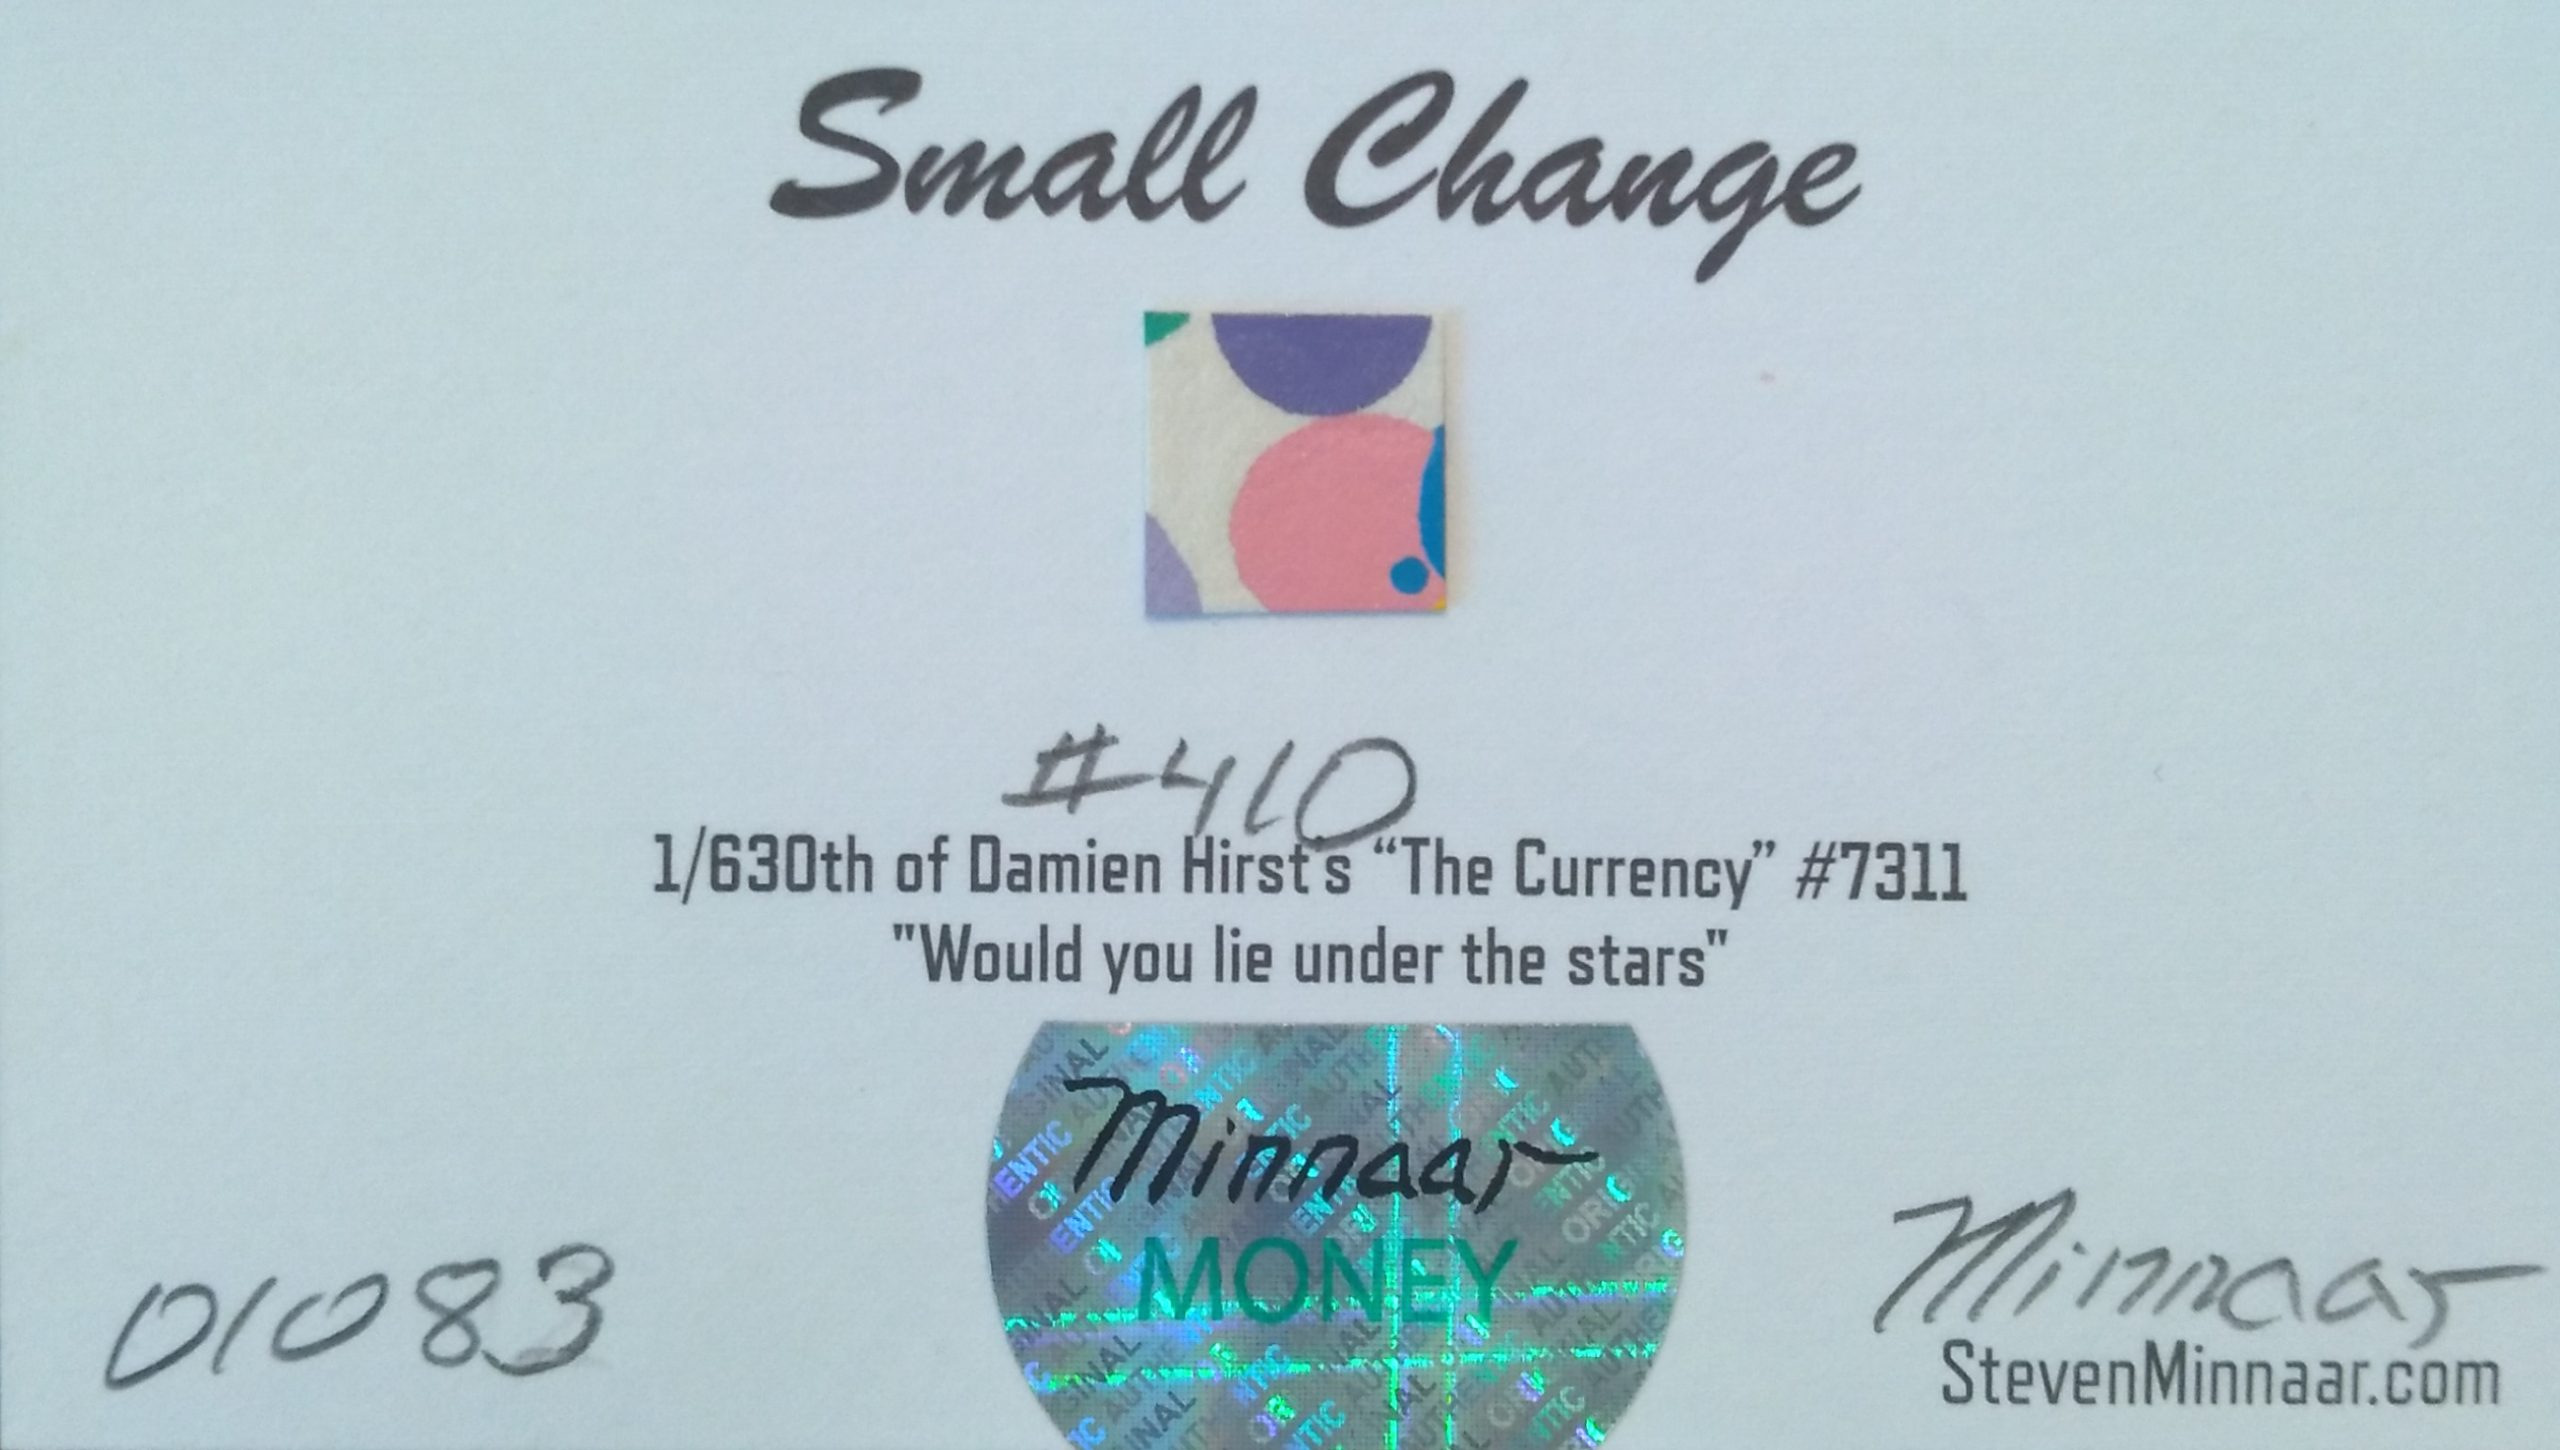 Small Change
#410
1/630th of Damien Hirst's “The Currency” #7311
"Would you lie under the stars"
Minnaar
MONEY
01083
Minnaar
StevenMinnaar.com